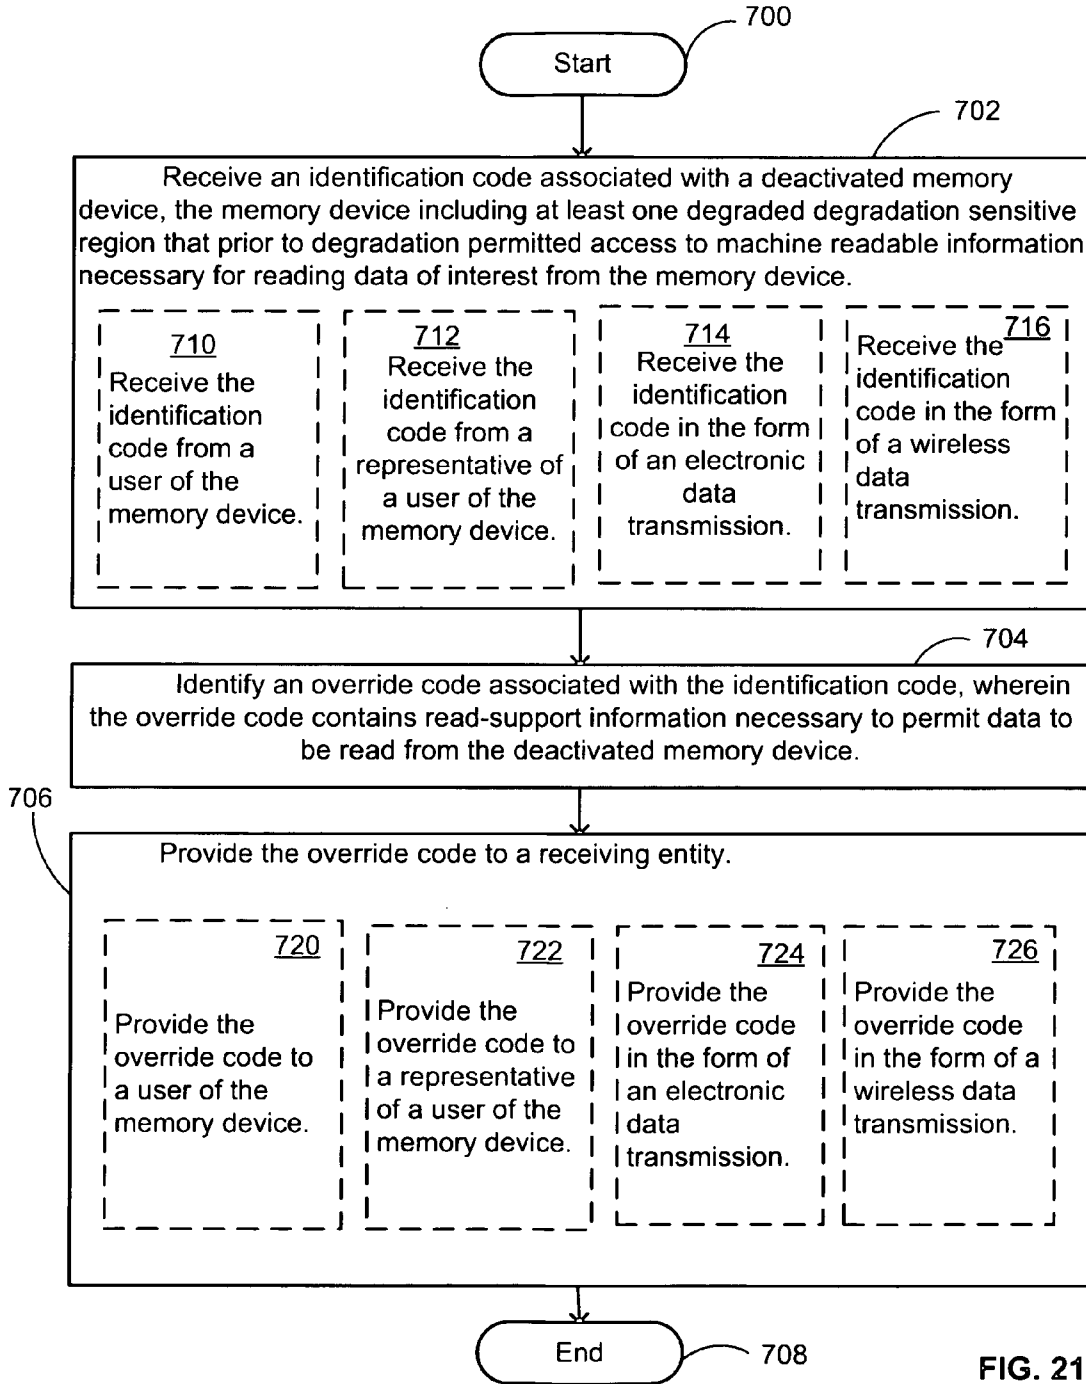 700
Start
702
Receive an identification code associated with a deactivated memory
device, the memory device including at least one degraded degradation sensitive
region that prior to degradation permitted access to machine readable information
necessary for reading data of interest from the memory device.
710
Receive the
identification
code from a
user of the
memory device.
712
Receive the
identification
code from a
representative of
a user of the
memory device.
714
Receive the
identification
code in the form
of an electronic
data
transmission.
716
Receive the
identification
code in the form
of a wireless
data
transmission.
704
Identify an override code associated with the identification code, wherein
the override code contains read-support information necessary to permit data to
be read from the deactivated memory device.
706
Provide the override code to a receiving entity.
720
Provide the
override code to
a user of the
memory device.
722
Provide the
override code to
a representative
of a user of the
memory device.
724
Provide the
override code
in the form of
an electronic
data
transmission.
726
Provide the
override code
in the form of a
wireless data
transmission.
End
708
FIG. 21